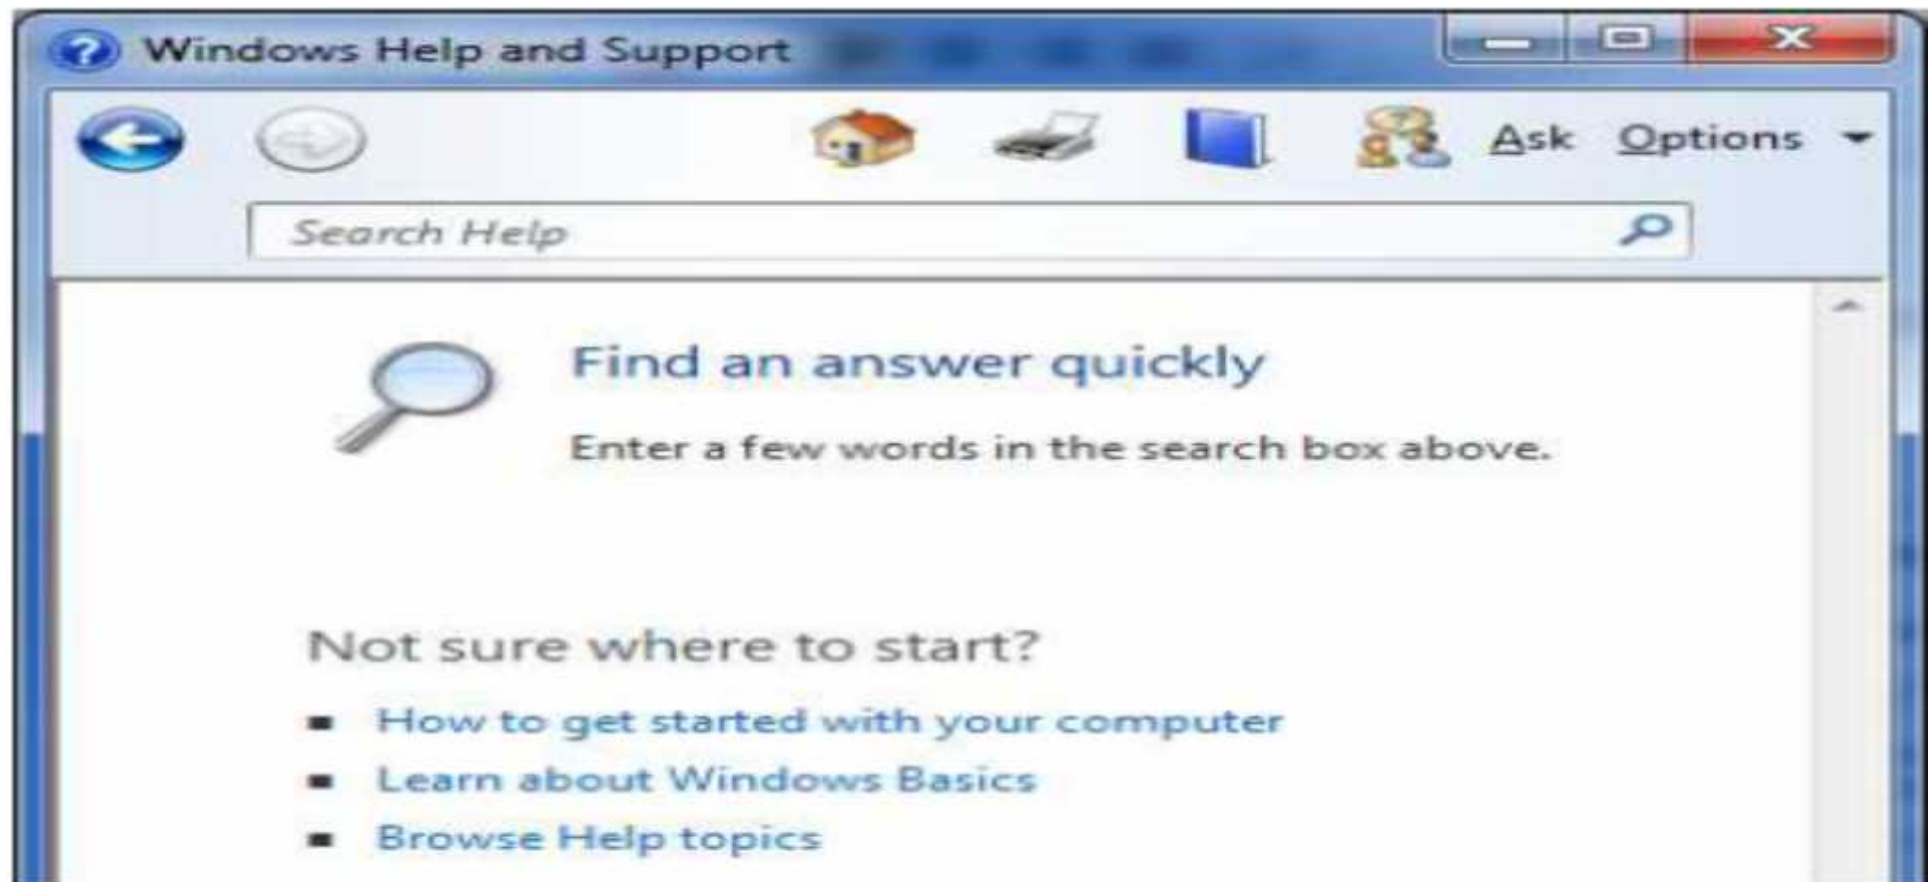 Windows Help and Support
Ask Options
Search Help
Find an answer quickly
Enter a few words in the search box above.
Not sure where to start?
How to get started with your computer
Learn about Windows Basics
Browse Help topics